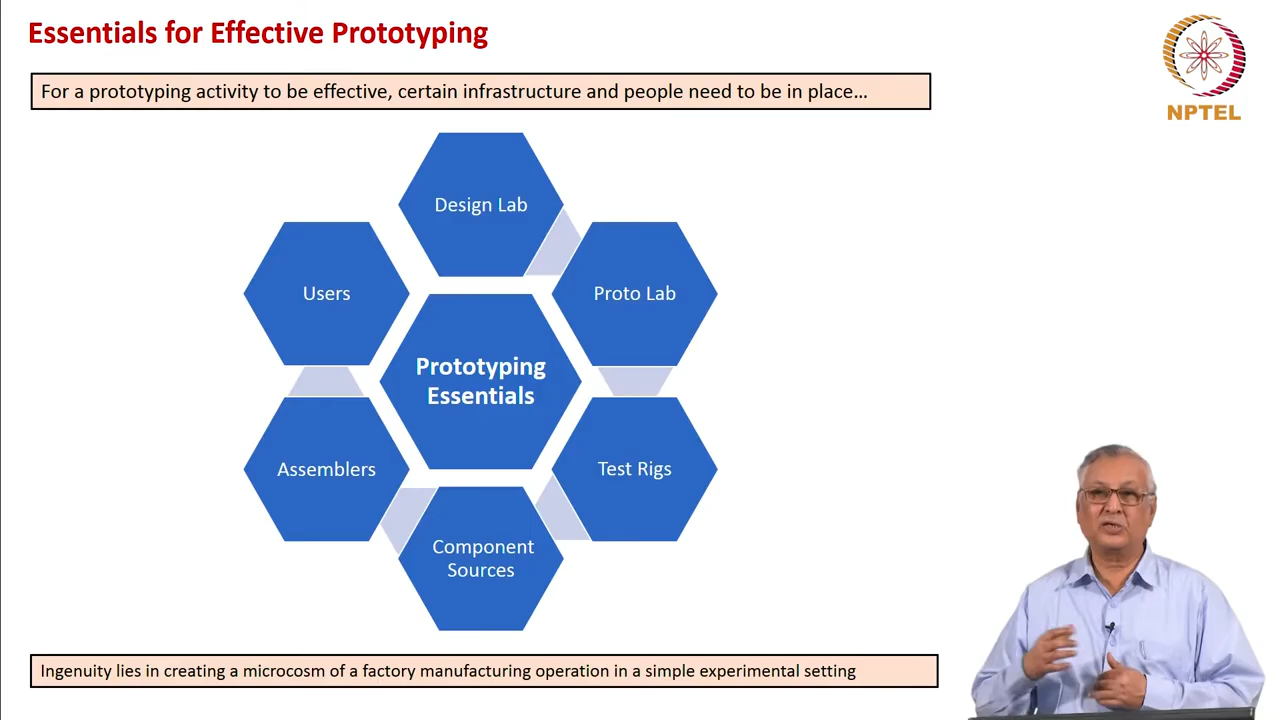 Essentials for Effective Prototyping
NPTEL
For a prototyping activity to be effective, certain infrastructure and people need to be in place…
Design Lab
Users
Proto Lab
Prototyping
Essentials
Assemblers
Test Rigs
Component
Sources
Ingenuity lies in creating a microcosm of a factory manufacturing operation in a simple experimental setting